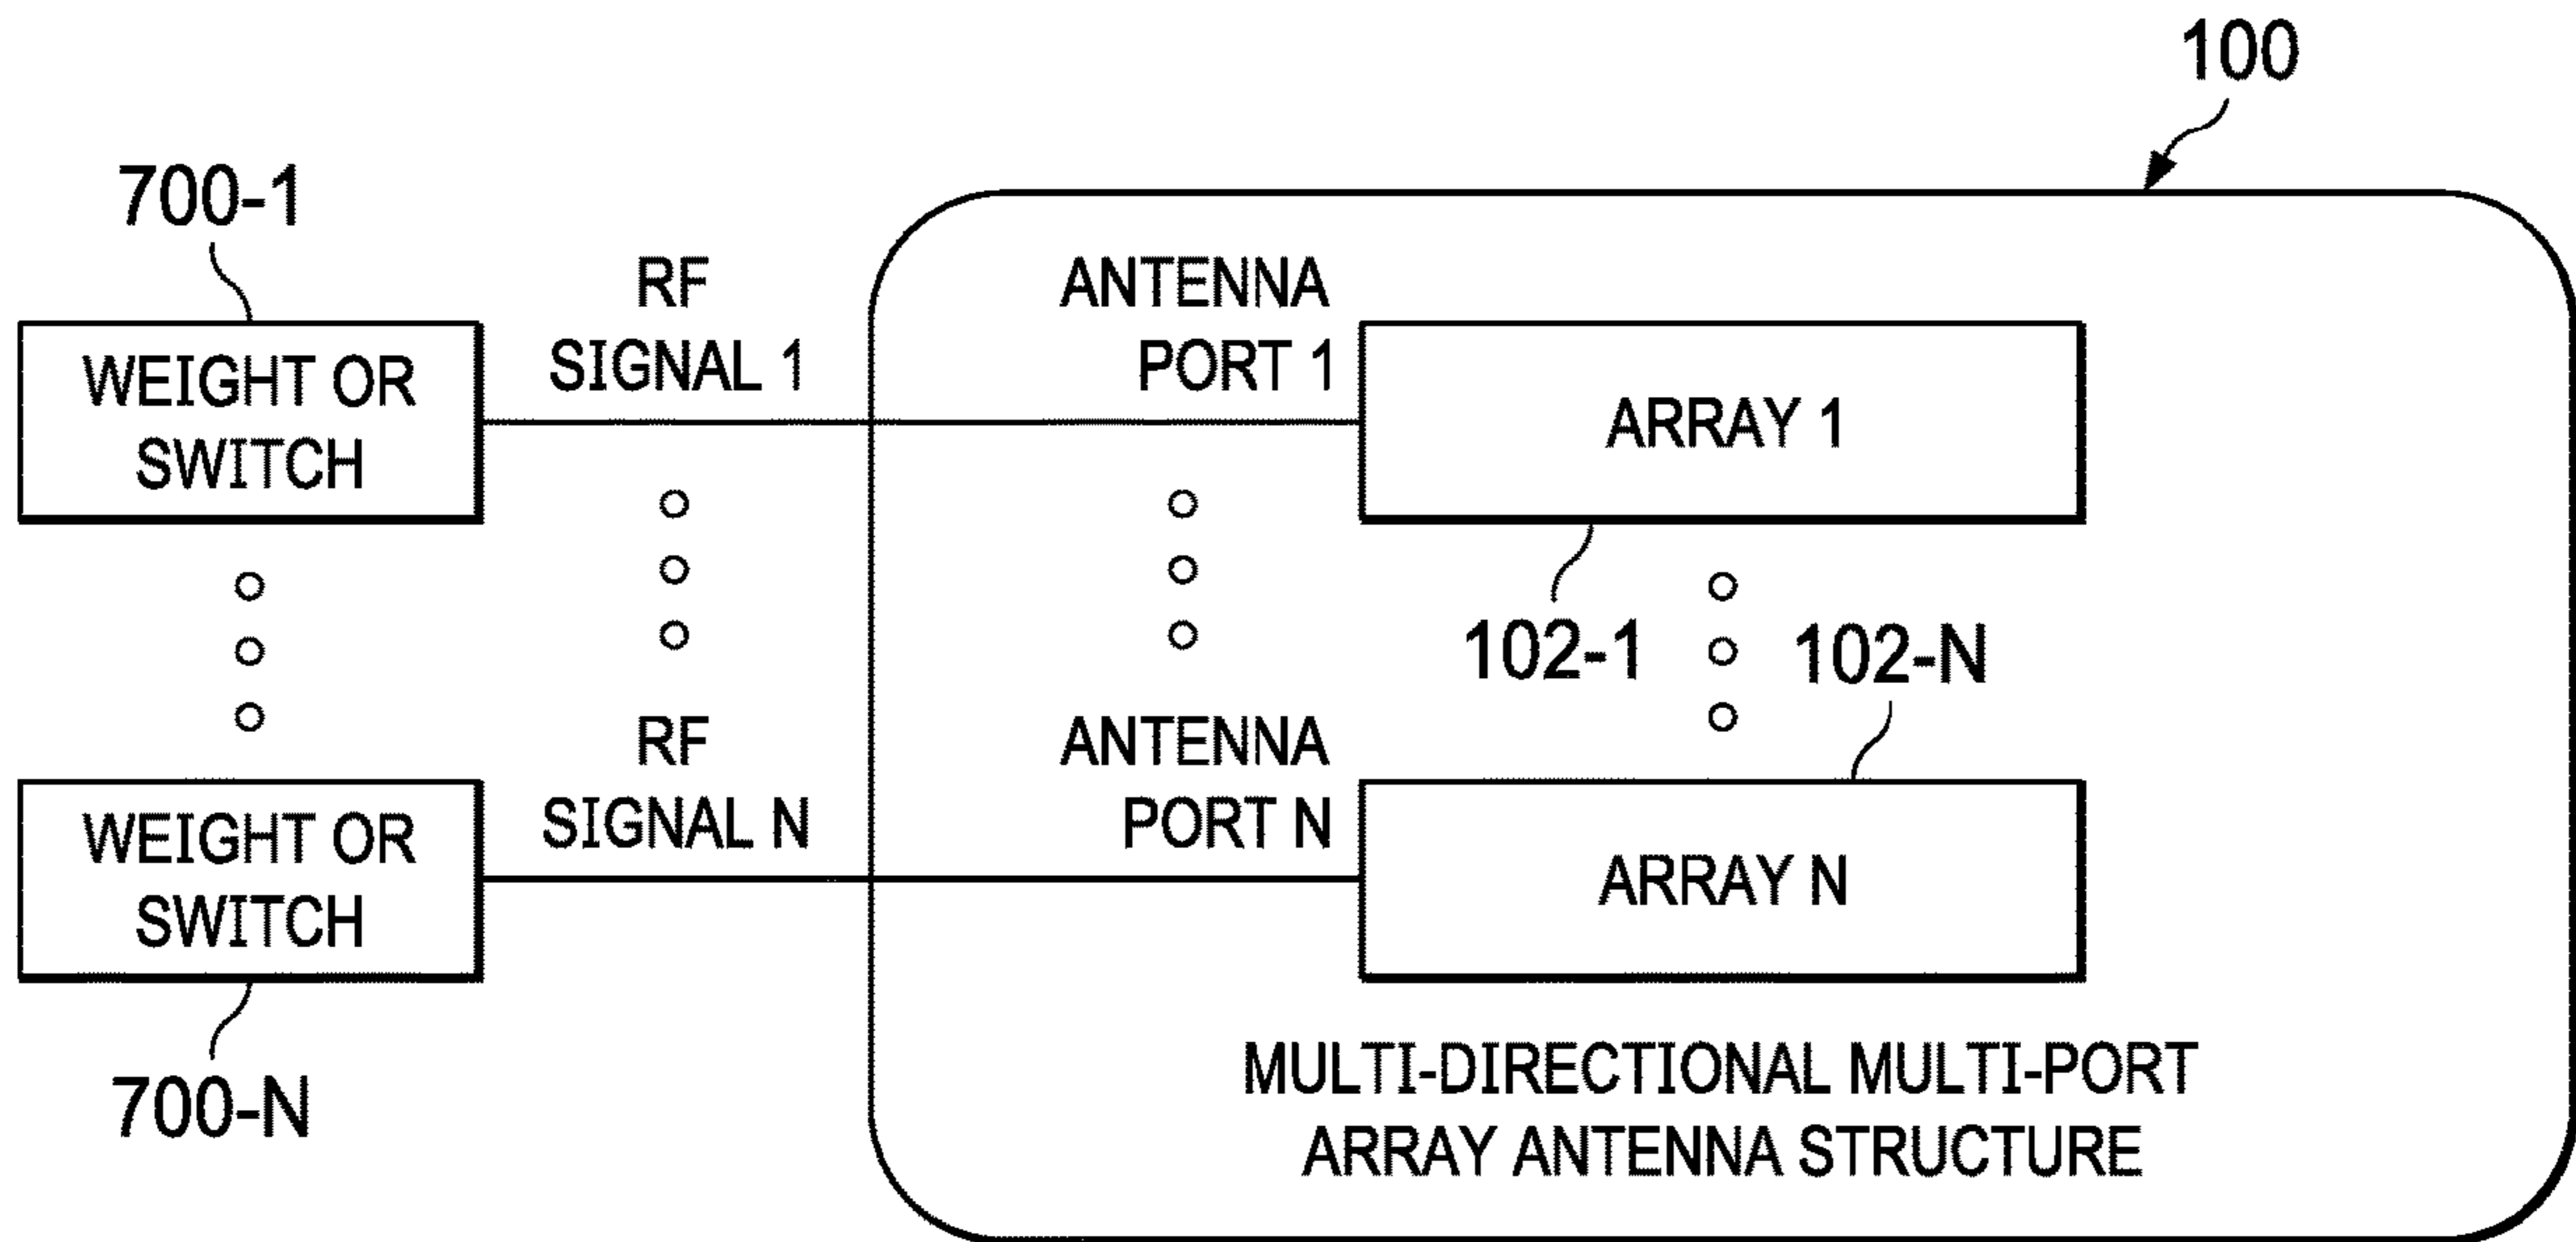 100
700-1
RF
SIGNAL 1
ANTENNA
PORT 1
WEIGHT OR
SWITCH
ARRAY 1
102-1
102-N
RF
SIGNAL N
ANTENNA
PORT N
WEIGHT OR
SWITCH
ARRAY N
700-N
MULTI-DIRECTIONAL MULTI-PORT
ARRAY ANTENNA STRUCTURE